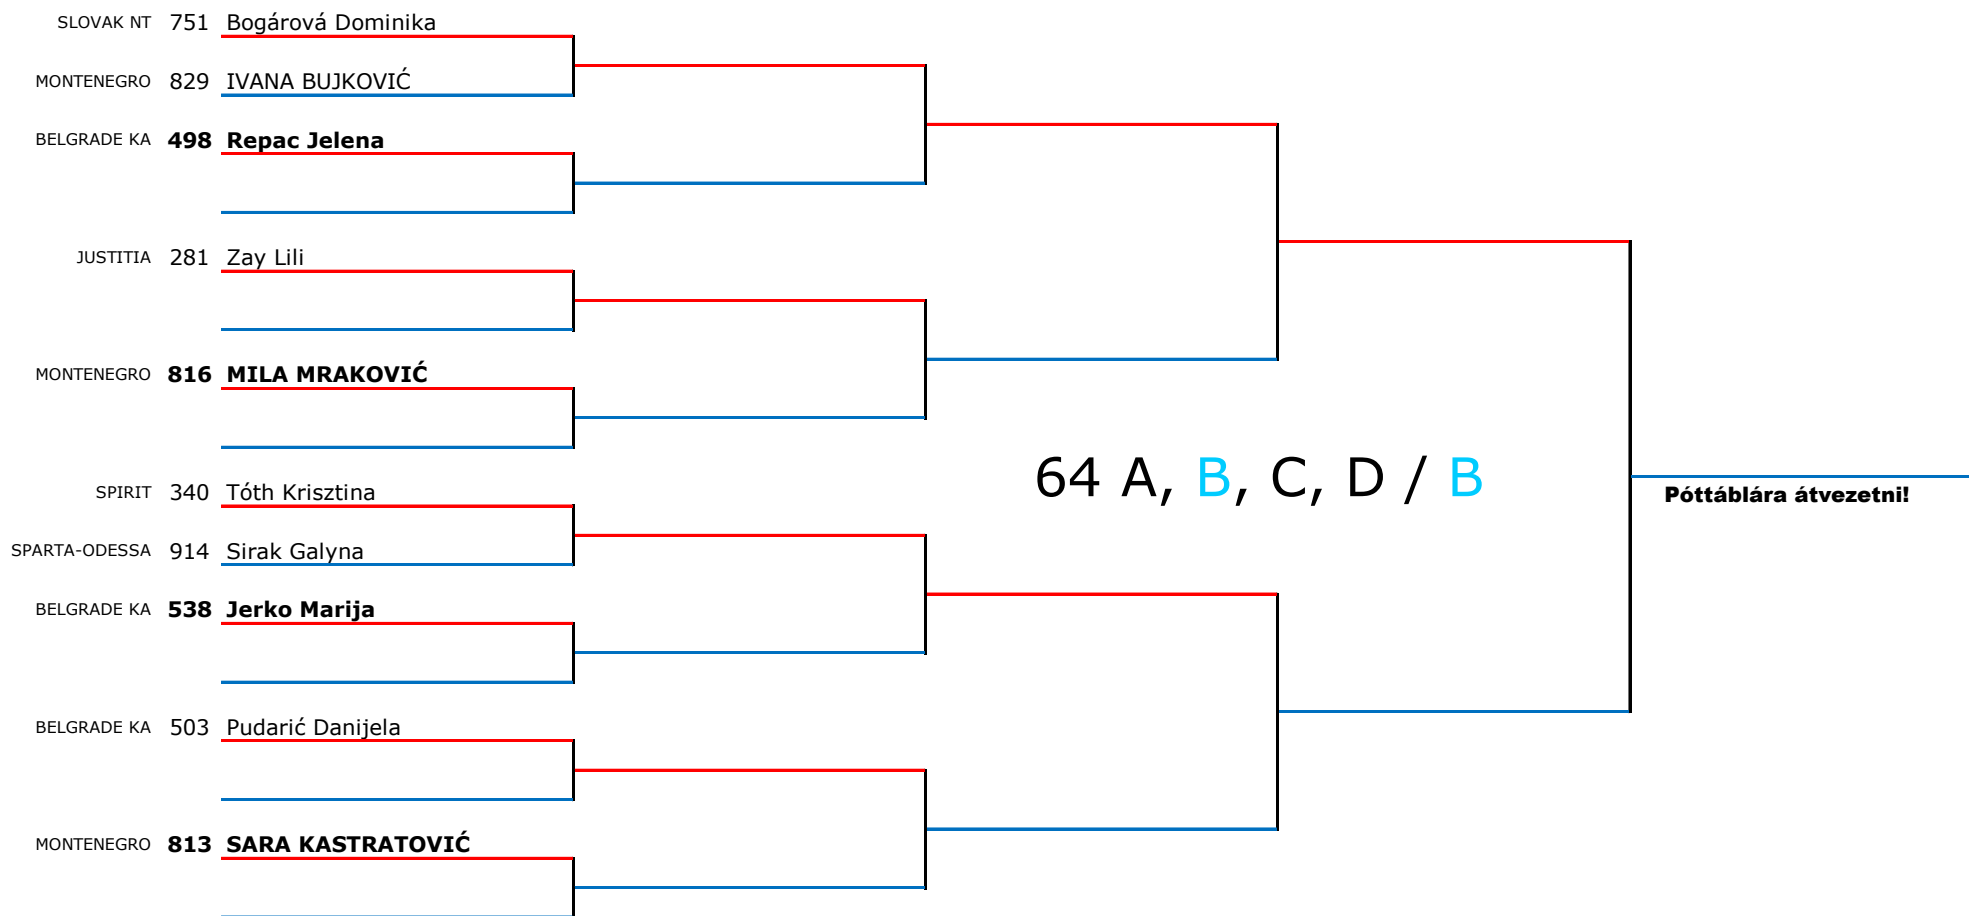 SLOVAK NT 751 Bogárová Dominika
MONTENEGRO 829 IVANA BUJKOVIĆ
BELGRADE KA 498 Repac Jelena
JUSTITIA 281 Zay Lili
MONTENEGRO 816 MILA MRAKOVIĆ
64 A, B, C, D / B
Póttáblára átvezetni!
SPIRIT 340 Tóth Krisztina
SPARTA-ODESSA 914 Sirak Galyna
BELGRADE KA 538 Jerko Marija
BELGRADE KA 503 Pudarić Danijela
MONTENEGRO 813 SARA KASTRATOVIĆ